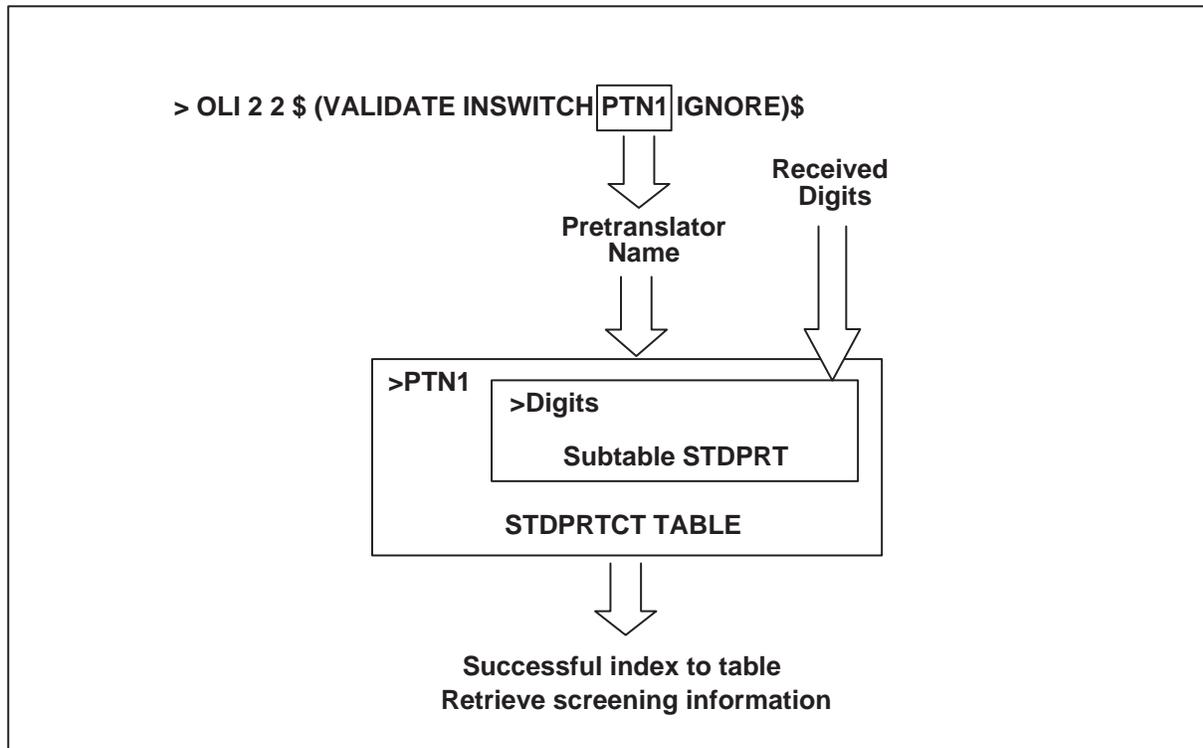 > OLI 2 2 $ (VALIDATE INSWITCH PTN1 IGNORE)$
Received
Digits
Pretranslator
Name
>PTN1
>Digits
Subtable STDPRT
STDPRTCT TABLE
Successful index to table
Retrieve screening information